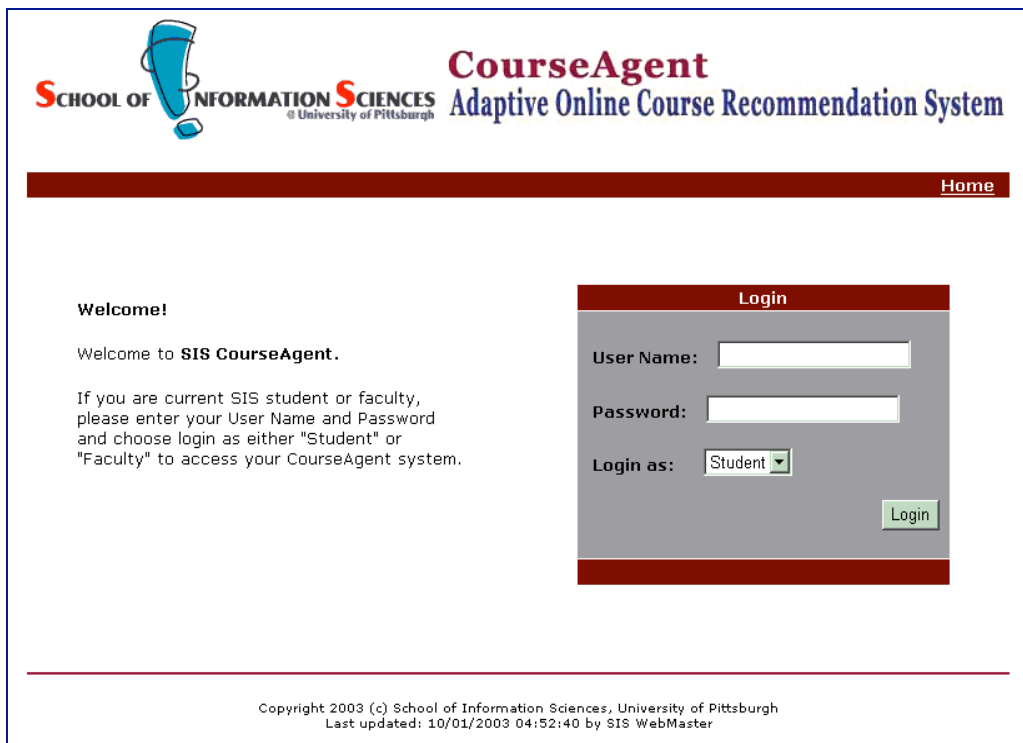 CourseAgent
SCHOOL OF INFORMATION SCIENCES
@ University of Pittsburgh
Adaptive Online Course Recommendation System
Home
Welcome!
Welcome to SIS CourseAgent.
If you are current SIS student or faculty,
please enter your User Name and Password
and choose login as either "Student" or
"Faculty" to access your CourseAgent system.
Login
User Name:
Password:
Login as:
Student
Login
Copyright 2003 (c) School of Information Sciences, University of Pittsburgh
Last updated: 10/01/2003 04:52:40 by SIS WebMaster